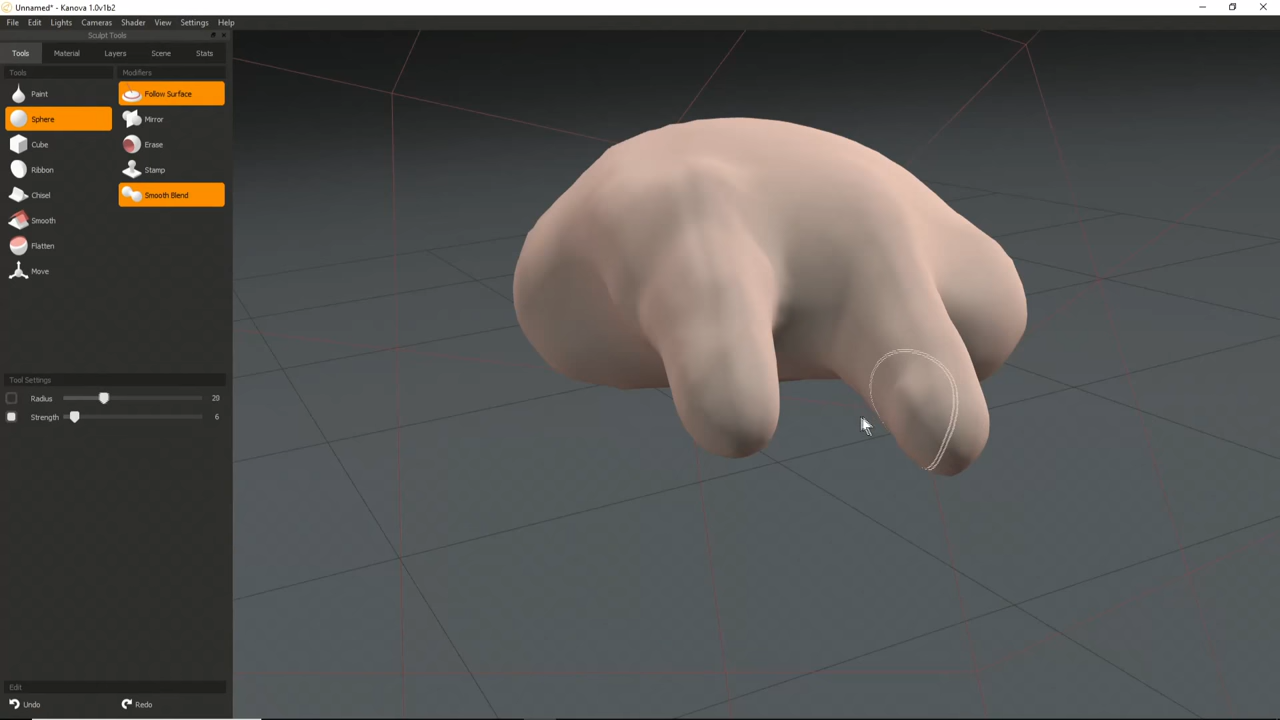 Unnamed* - Kanova 1.0v1b2
File Edit Lights Cameras Shader View Settings Help
Sculpt Tools
Tools Material Layers Scene Stats
Tools Modifiers
Paint Follow Surface
Sphere Mirror
Cube Erase
Ribbon Stamp
Chisel Smooth Blend
Smooth
Flatten
Move
Tool Settings
Radius 29
Strength 6
Edit
Undo Redo